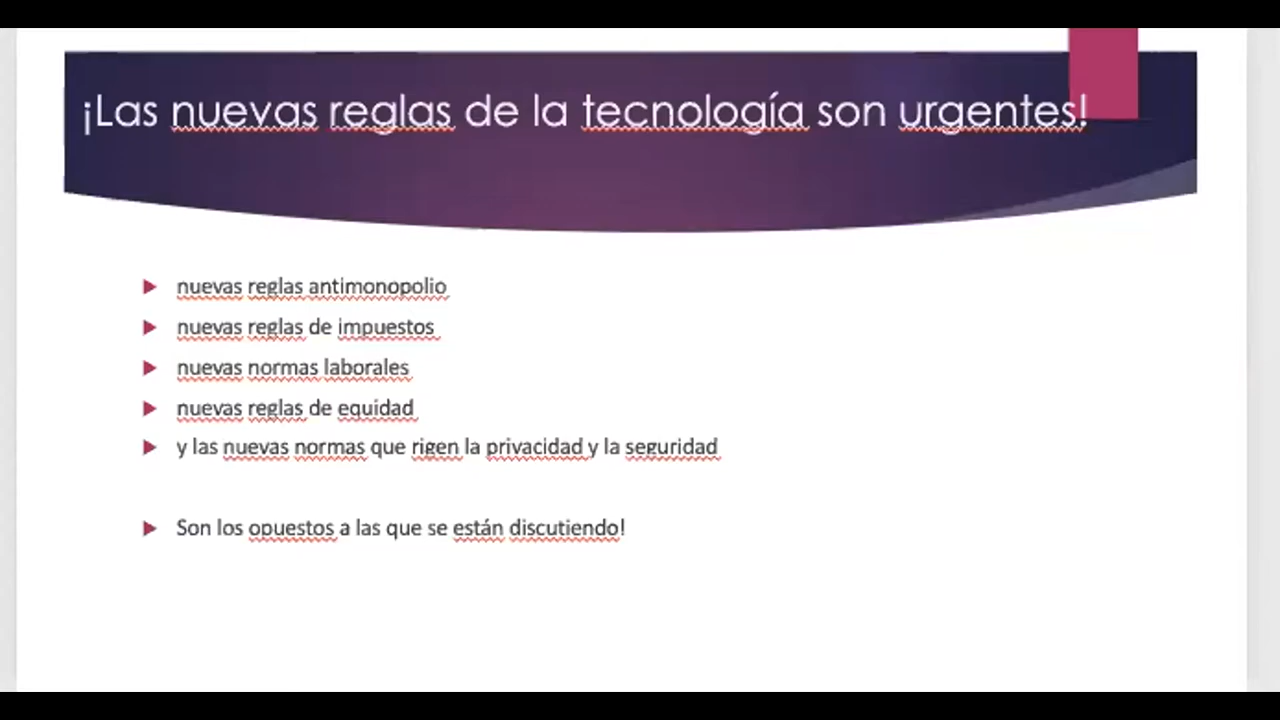 ¡Las nuevas reglas de la tecnología son urgentes!
nuevas reglas antimonopolio
nuevas reglas de impuestos
nuevas normas laborales
nuevas reglas de equidad
y las nuevas normas que rigen la privacidad y la seguridad
Son los opuestos a las que se están discutiendo!